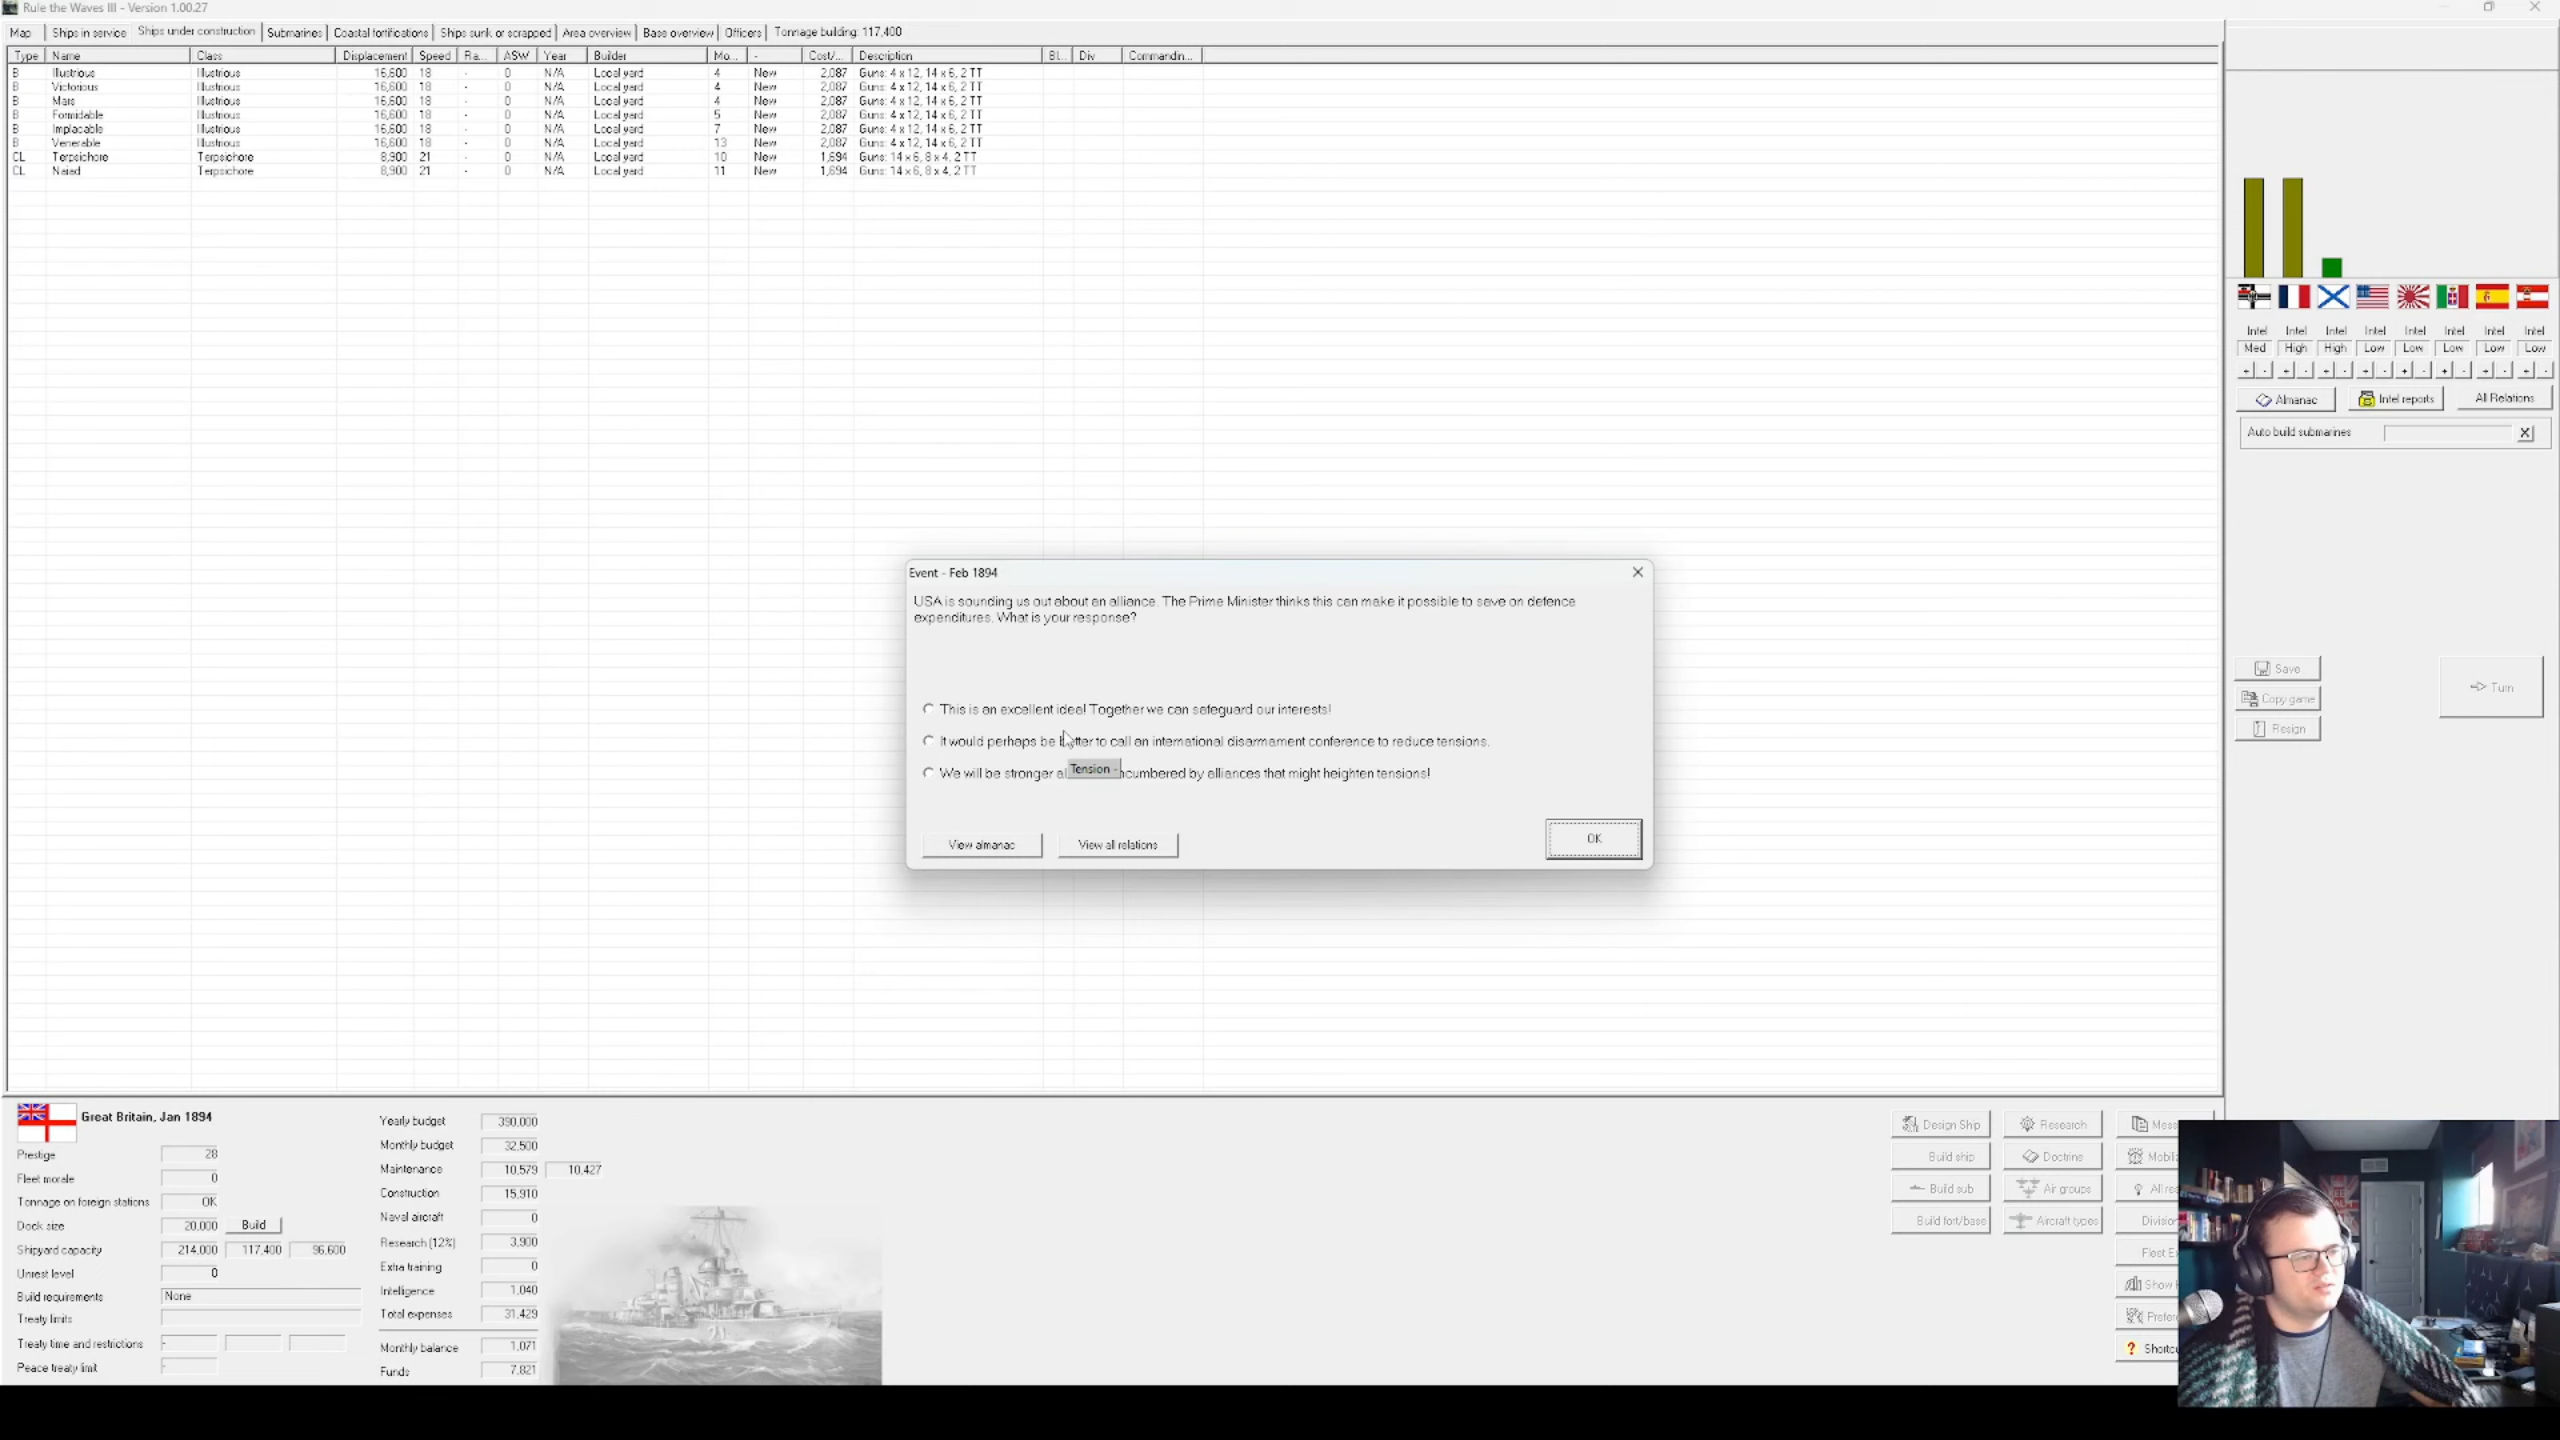 Rule the Waves III - Version 1.00.27
Map Ships in service Ships under construction Submarines Coastal fortifications Ships sunk or scrapped Area overview Base overview Officers Tonnage building: 117,400
Type Name Class Displacement Speed Ra... ASW Year Builder Mo... - Cost/... Description Bl... Div Commandin...
B Illustrious Illustrious 16,600 18 - 0 N/A Local yard 4 New 2,087 Guns: 4 x 12, 14 x 6, 2 TT
B Victorious Illustrious 16,600 18 - 0 N/A Local yard 4 New 2,087 Guns: 4 x 12, 14 x 6, 2 TT
B Mars Illustrious 16,600 18 - 0 N/A Local yard 4 New 2,087 Guns: 4 x 12, 14 x 6, 2 TT
B Formidable Illustrious 16,600 18 - 0 N/A Local yard 5 New 2,087 Guns: 4 x 12, 14 x 6, 2 TT
B Implacable Illustrious 16,600 18 - 0 N/A Local yard 7 New 2,087 Guns: 4 x 12, 14 x 6, 2 TT
B Venerable Illustrious 16,600 18 - 0 N/A Local yard 13 New 2,087 Guns: 4 x 12, 14 x 6, 2 TT
CL Terpsichore Terpsichore 8,900 21 - 0 N/A Local yard 10 New 1,694 Guns: 14 x 6, 8 x 4, 2 TT
CL Naiad Terpsichore 8,900 21 - 0 N/A Local yard 11 New 1,694 Guns: 14 x 6, 8 x 4, 2 TT
Intel Intel Intel Intel Intel Intel Intel Intel
Med High High Low Low Low Low Low
+ - + - + - + - + - + - + - + -
Almanac Intel reports All Relations
Auto build submarines X
Event - Feb 1894
USA is sounding us out about an alliance. The Prime Minister thinks this can make it possible to save on defence
expenditures. What is your response?
This is an excellent idea! Together we can safeguard our interests!
It would perhaps be better to call an international disarmament conference to reduce tensions.
We will be stronger al ncumbered by alliances that might heighten tensions!
Tension -
View almanac View all relations OK
Save
Copy game
Resign
Turn
Great Britain, Jan 1894
Prestige 28
Fleet morale 0
Tonnage on foreign stations OK
Dock size 20,000 Build
Shipyard capacity 214,000 117,400 96,600
Unrest level 0
Build requirements None
Treaty limits
Treaty time and restrictions -
Peace treaty limit -
Yearly budget 390,000
Monthly budget 32,500
Maintenance 10,579 10,427
Construction 15,910
Naval aircraft 0
Research (12%) 3,900
Extra training 0
Intelligence 1,040
Total expenses 31,429
Monthly balance 1,071
Funds 7,821
Design Ship Research Mess
Build ship Doctrine Mobili
Build sub Air groups All rea
Build fort/base Aircraft types Division
Fleet E
Show
Prefer
? Shortcu